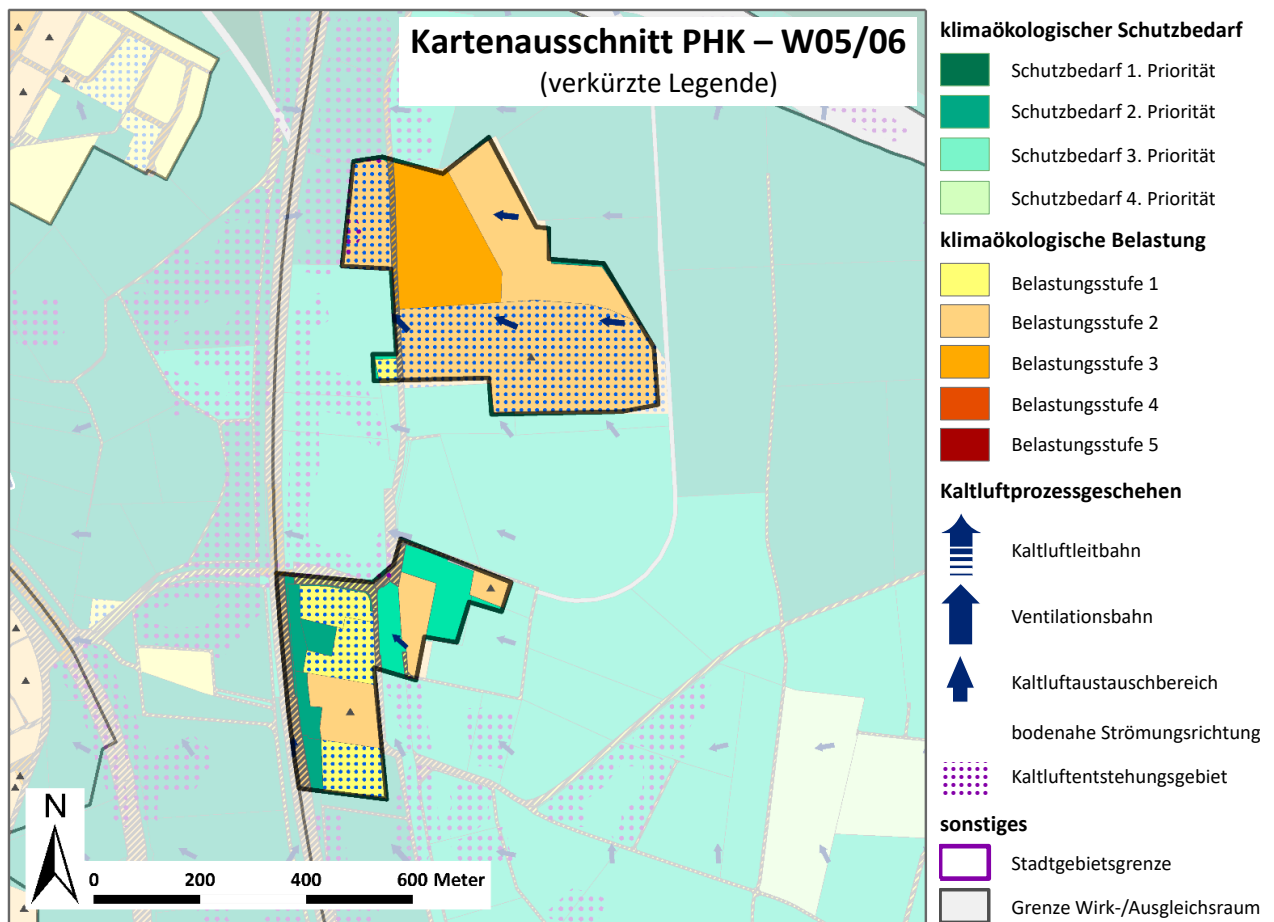 Kartenausschnitt PHK – W05/06
(verkürzte Legende)
N
0 200 400 600 Meter
klimaökologischer Schutzbedarf
Schutzbedarf 1. Priorität
Schutzbedarf 2. Priorität
Schutzbedarf 3. Priorität
Schutzbedarf 4. Priorität
klimaökologische Belastung
Belastungsstufe 1
Belastungsstufe 2
Belastungsstufe 3
Belastungsstufe 4
Belastungsstufe 5
Kaltluftprozessgeschehen
Kaltluftleitbahn
Ventilationsbahn
Kaltluftaustauschbereich
bodenahe Strömungsrichtung
Kaltluftentstehungsgebiet
sonstiges
Stadtgebietsgrenze
Grenze Wirk-/Ausgleichsraum